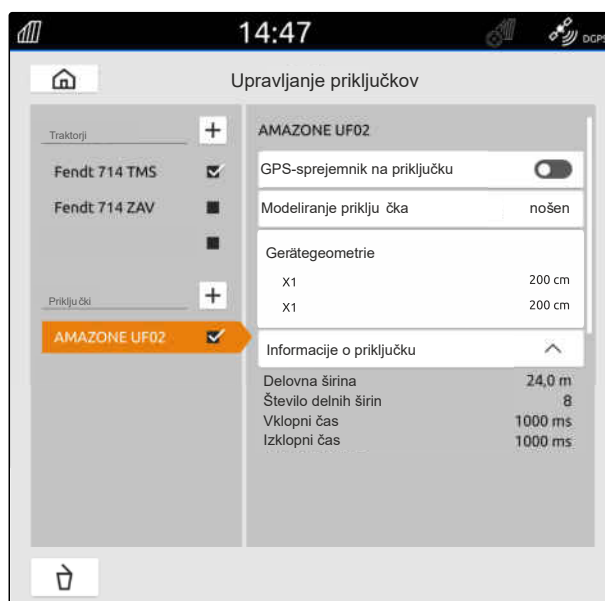 14:47
DGPS
Upravljanje priključkov
Traktorji
Fendt 714 TMS
Fendt 714 ZAV
Priklju čki
AMAZONE UF02
AMAZONE UF02
GPS-sprejemnik na priključku
Modeliranje priklju čka nošen
Gerätegeometrie
X1 200 cm
X1 200 cm
Informacije o priključku
Delovna širina 24,0 m
Število delnih širin 8
Vklopni čas 1000 ms
Izklopni čas 1000 ms